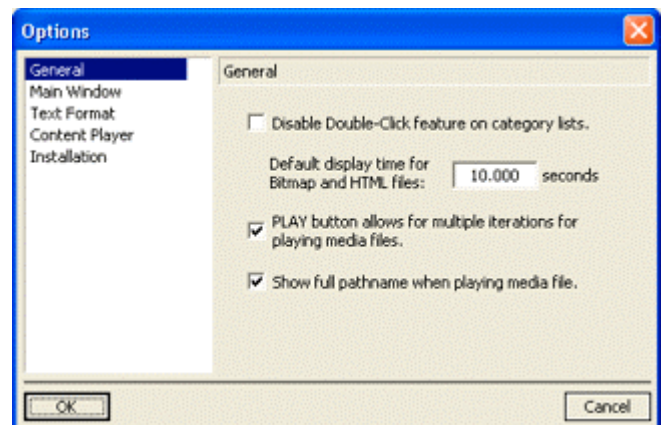 Options
General
Main Window
Text Format
Content Player
Installation
General
Disable Double-Click feature on category lists.
Default display time for
Bitmap and HTML files:
10.000 seconds
PLAY button allows for multiple iterations for
playing media files.
Show full pathname when playing media file.
OK
Cancel